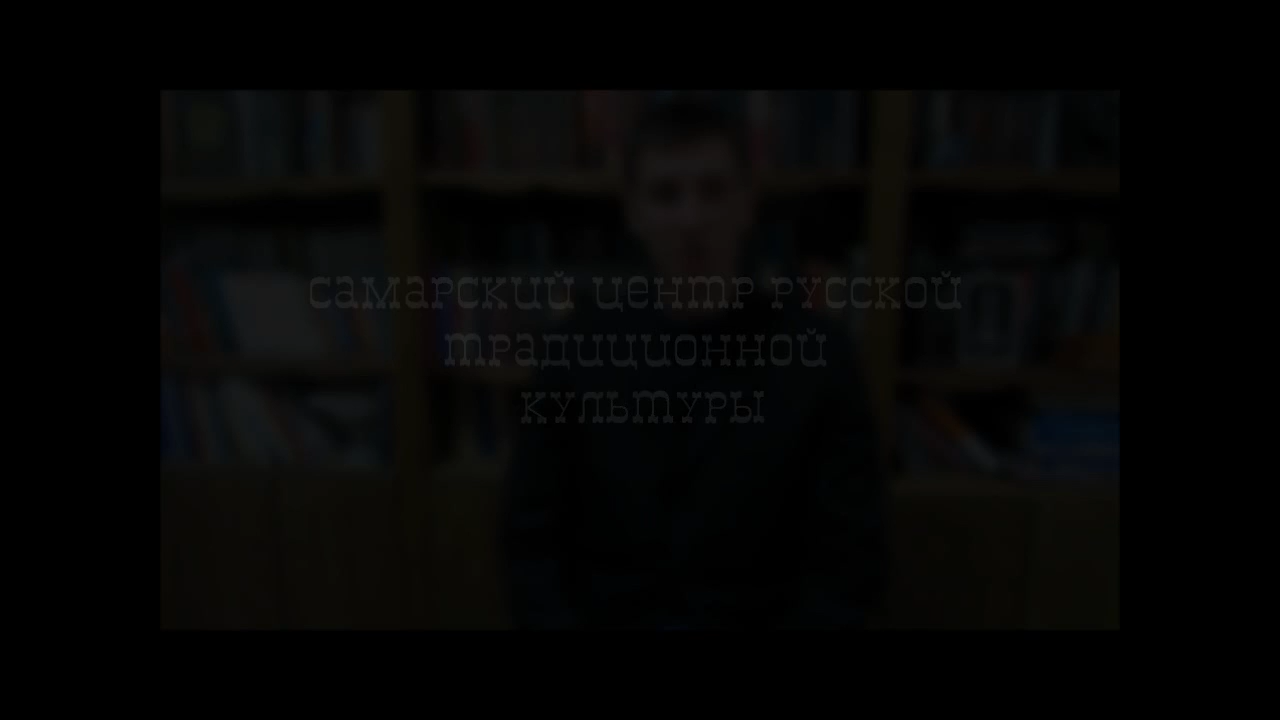 самарский центр русской
традиционной
культуры